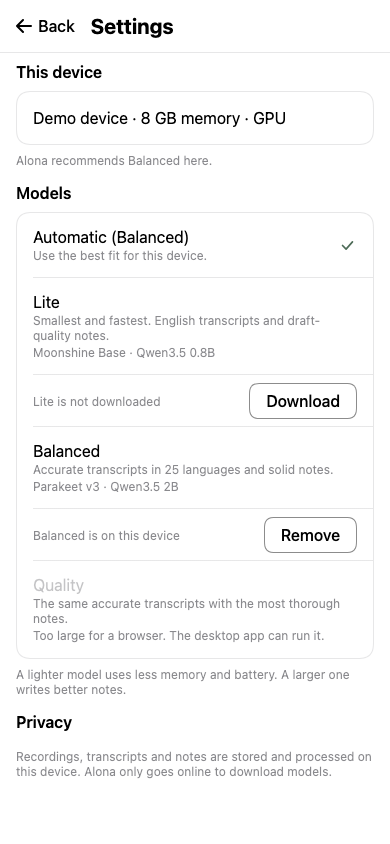 Back Settings
This device
Demo device · 8 GB memory · GPU
Alona recommends Balanced here.
Models
Automatic (Balanced)
Use the best fit for this device.
Lite
Smallest and fastest. English transcripts and draft-
quality notes.
Moonshine Base · Qwen3.5 0.8B
Lite is not downloaded Download
Balanced
Accurate transcripts in 25 languages and solid notes.
Parakeet v3 · Qwen3.5 2B
Balanced is on this device Remove
Quality
The same accurate transcripts with the most thorough
notes.
Too large for a browser. The desktop app can run it.
A lighter model uses less memory and battery. A larger one
writes better notes.
Privacy
Recordings, transcripts and notes are stored and processed on
this device. Alona only goes online to download models.